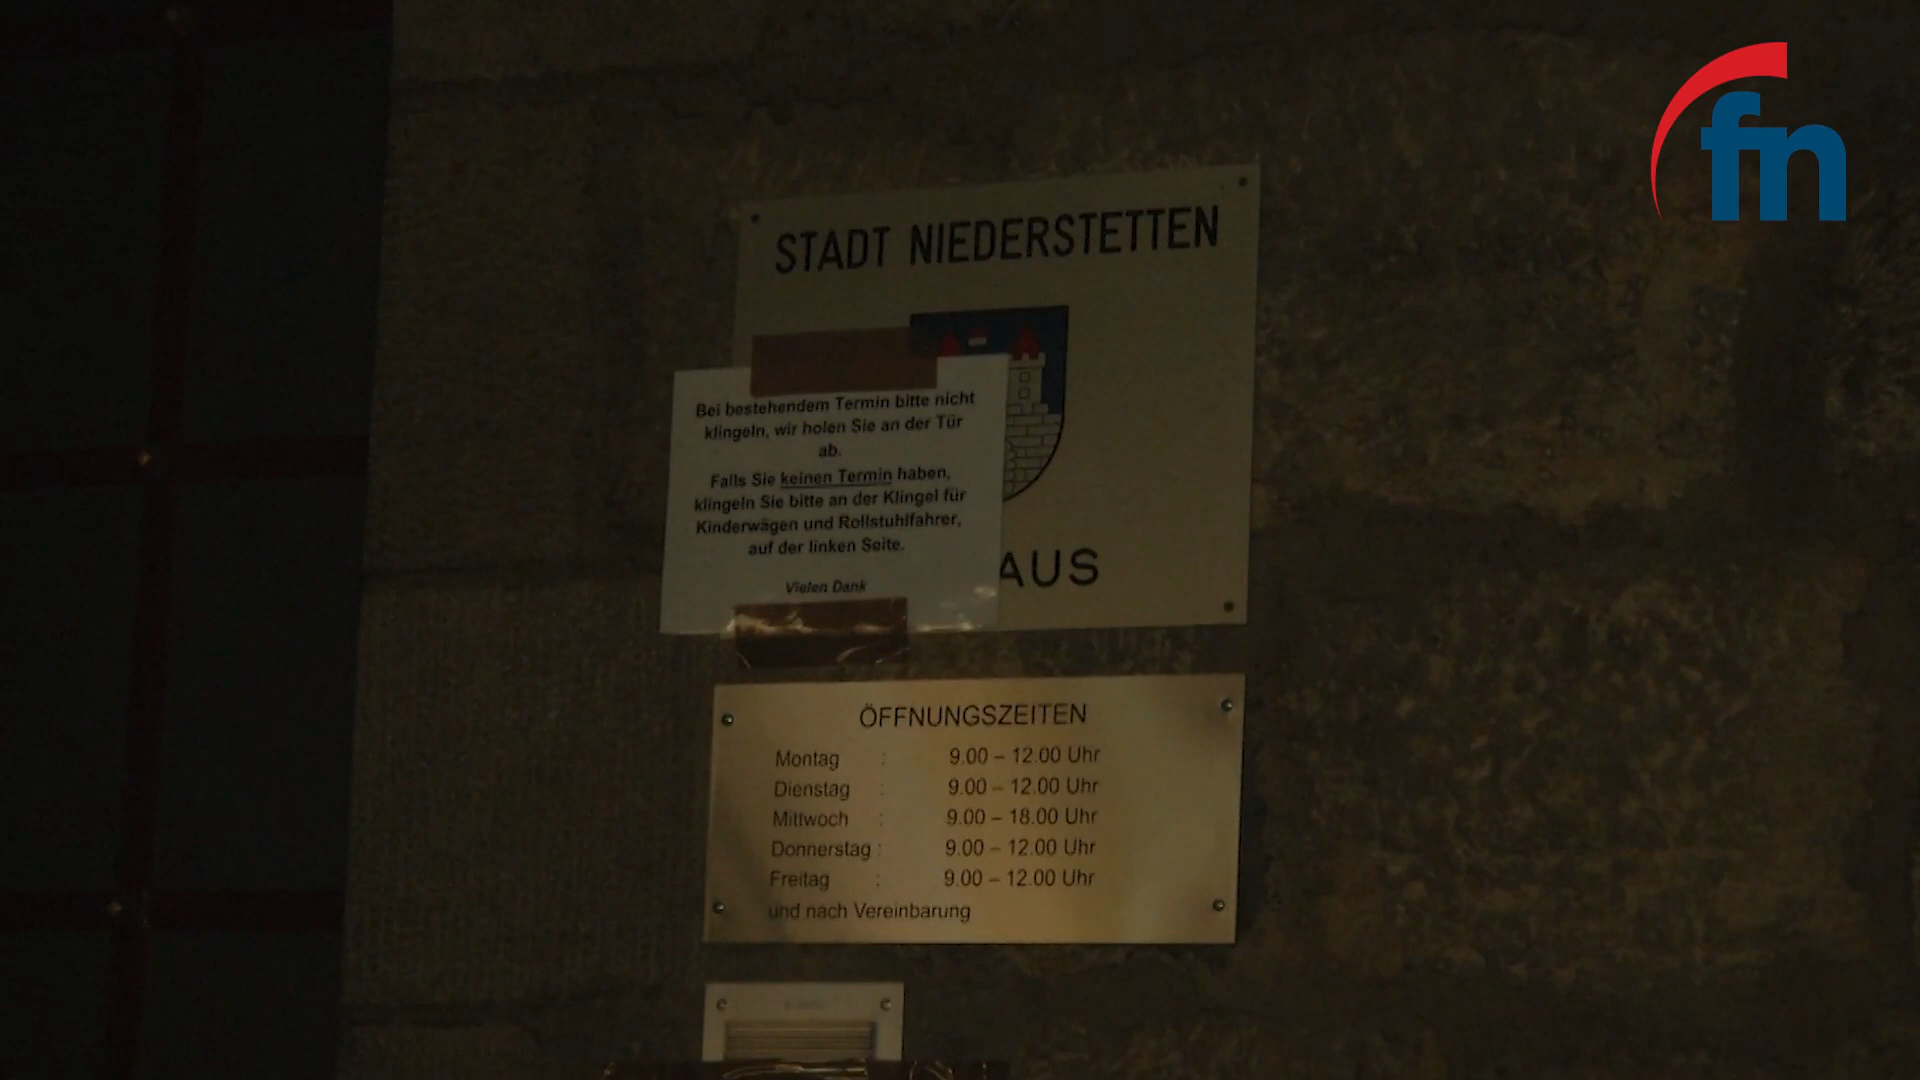 fn
STADT NIEDERSTETTEN
Bei bestehendem Termin bitte nicht
klingeln, wir holen Sie an der Tür
ab.
Falls Sie keinen Termin haben,
klingeln Sie bitte an der Klingel für
Kinderwägen und Rollstuhlfahrer,
auf der linken Seite.
Vielen Dank
AUS
ÖFFNUNGSZEITEN
Montag : 9.00 – 12.00 Uhr
Dienstag : 9.00 – 12.00 Uhr
Mittwoch : 9.00 – 18.00 Uhr
Donnerstag : 9.00 – 12.00 Uhr
Freitag : 9.00 – 12.00 Uhr
und nach Vereinbarung